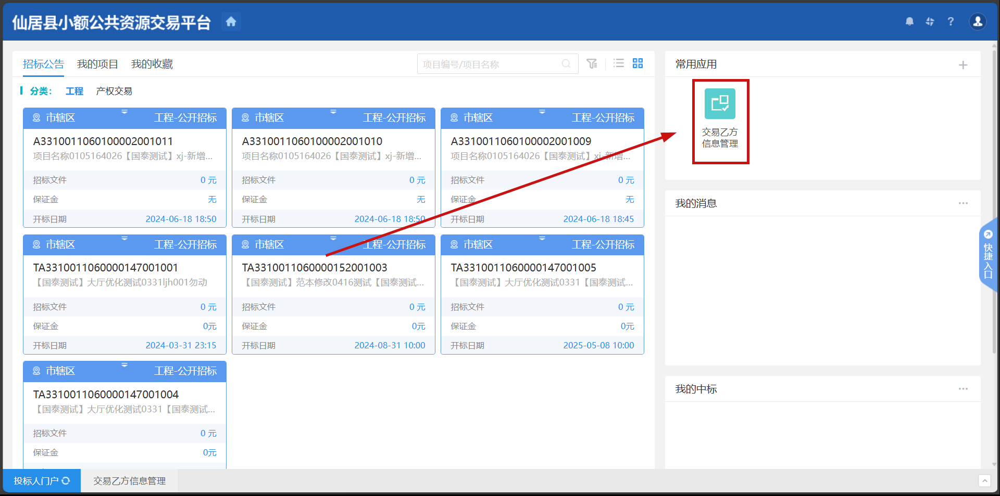 仙居县小额公共资源交易平台
招标公告 我的项目 我的收藏
项目编号/项目名称
分类: 工程 产权交易
市辖区 工程-公开招标
A3310011060100002001011
项目名称0105164026【国泰测试】xj-新增...
招标文件 0 元
保证金 无
开标日期 2024-06-18 18:50
市辖区 工程-公开招标
A3310011060100002001010
项目名称0105164026【国泰测试】xj-新增...
招标文件 0 元
保证金 无
开标日期 2024-06-18 18:50
市辖区 工程-公开招标
A3310011060100002001009
项目名称0105164026【国泰测试】xj-新增...
招标文件 0 元
保证金 无
开标日期 2024-06-18 18:45
市辖区 工程-公开招标
TA3310011060000147001001
【国泰测试】大厅优化测试0331ljh001勿动
招标文件 0 元
保证金 0元
开标日期 2024-03-31 23:15
市辖区 工程-公开招标
TA3310011060000152001003
【国泰测试】范本修改0416测试【国泰测试...
招标文件 0 元
保证金 0元
开标日期 2024-08-31 10:00
市辖区 工程-公开招标
TA3310011060000147001005
【国泰测试】大厅优化测试0331【国泰测试...
招标文件 0 元
保证金 0元
开标日期 2025-05-08 10:00
市辖区 工程-公开招标
TA3310011060000147001004
【国泰测试】大厅优化测试0331【国泰测试...
招标文件 0 元
保证金 0元
常用应用
交易乙方
信息管理
我的消息
我的中标
快捷入口
投标人门户 交易乙方信息管理